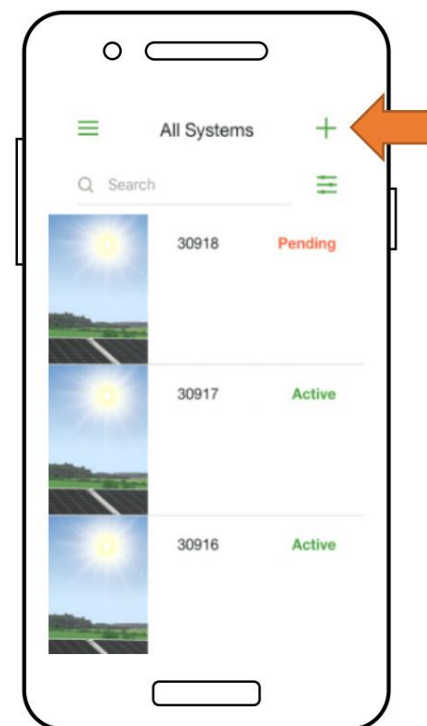 All Systems
Search
30918 Pending
30917 Active
30916 Active